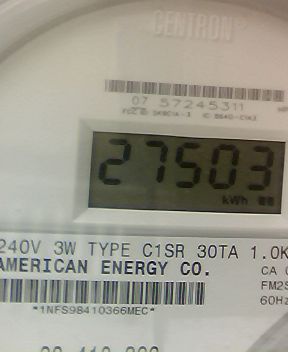 CENTRON®
07 57245311
27503
kWh
240V 3W TYPE C1SR 30TA 1.0K
AMERICAN ENERGY CO.
CA
FM2S
60Hz
*1NFS98410366MEC*